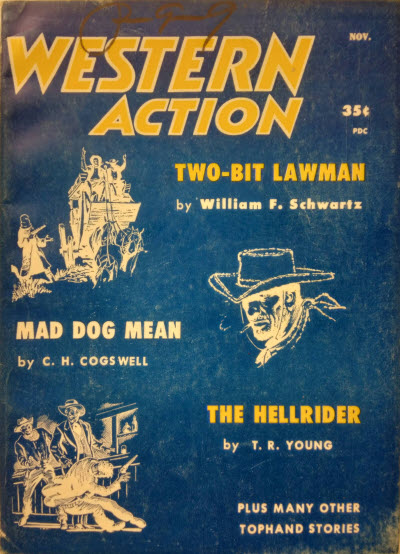 WESTERN
ACTION
NOV.
35¢
PDC
TWO-BIT LAWMAN
by William F. Schwartz
MAD DOG MEAN
by C. H. COGSWELL
THE HELLRIDER
by T. R. YOUNG
PLUS MANY OTHER
TOPHAND STORIES